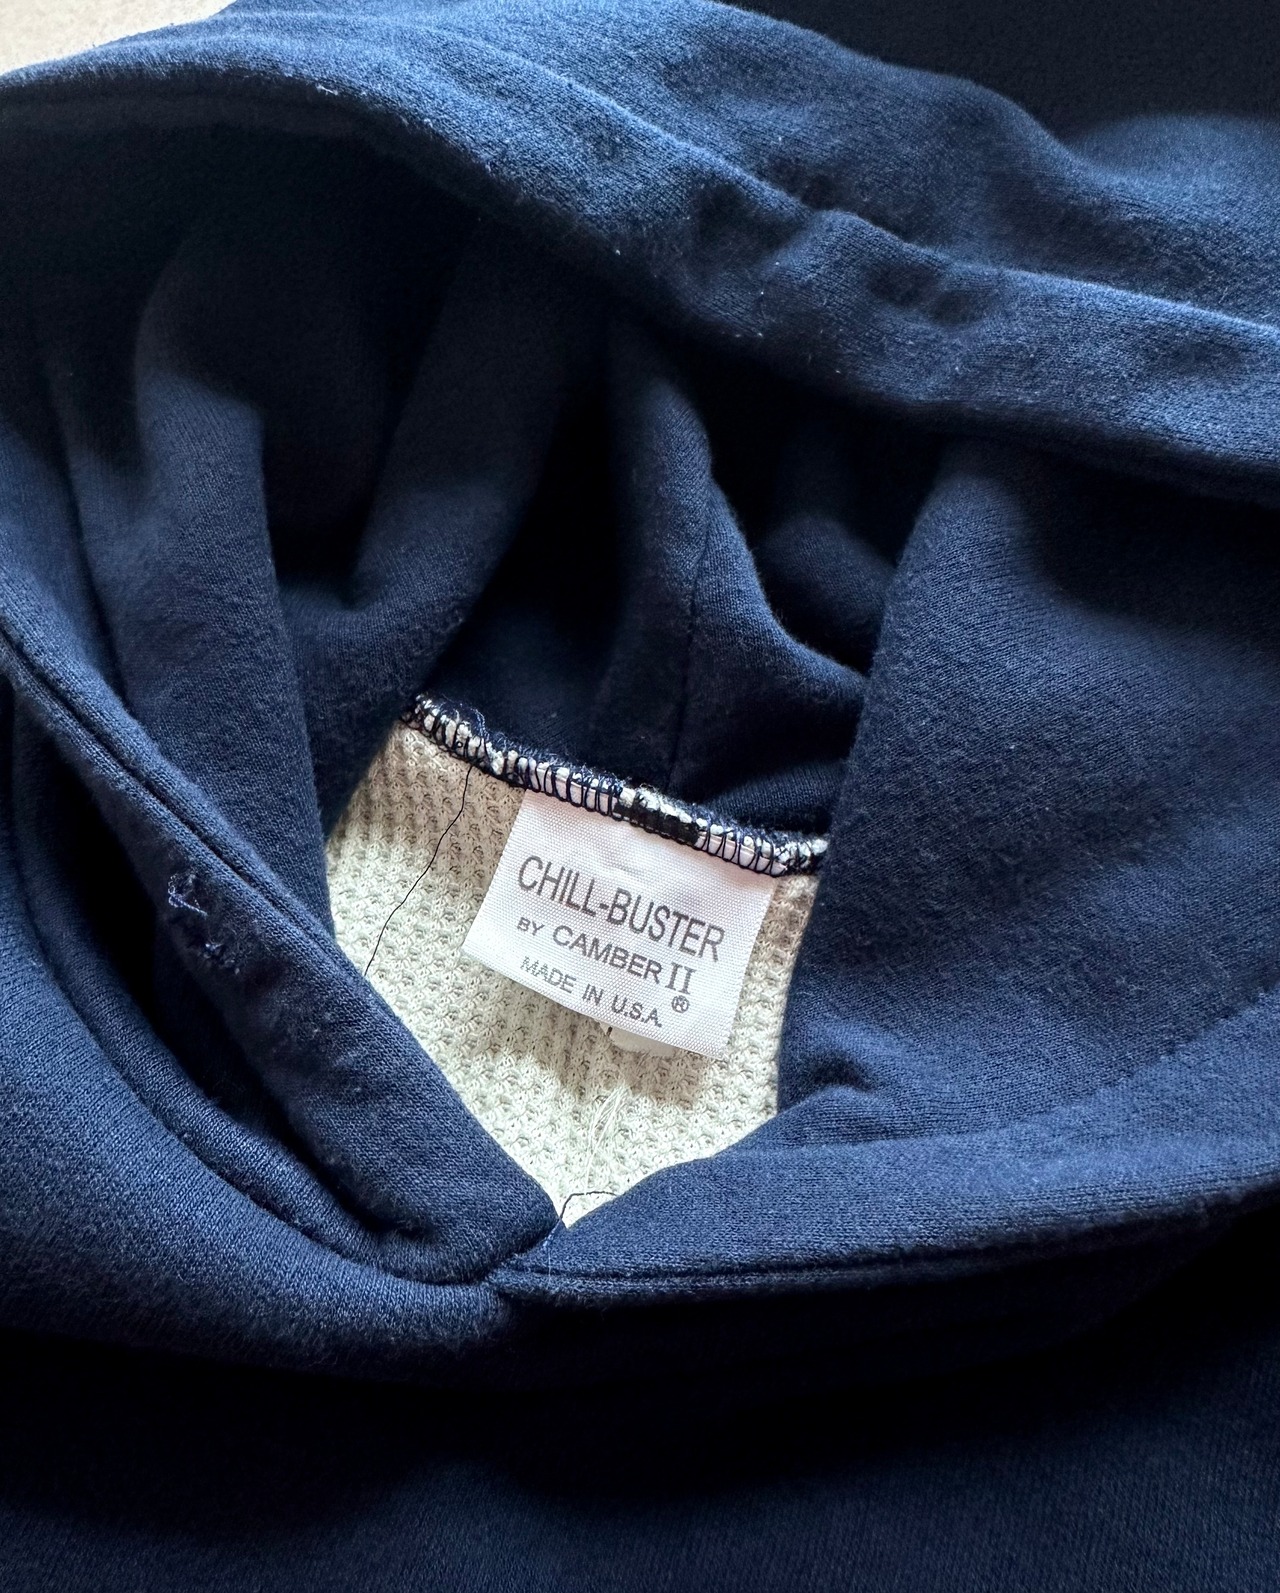 CHILL-BUSTER
BY CAMBER II
®
MADE IN U.S.A.